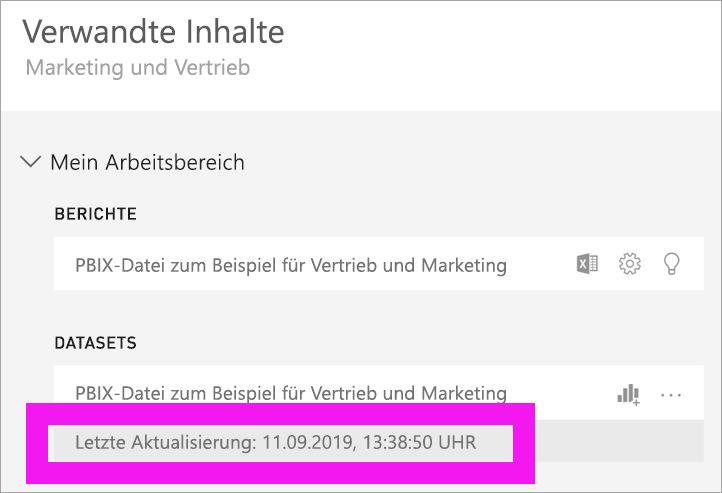 Verwandte Inhalte
Marketing und Vertrieb
Mein Arbeitsbereich
BERICHTE
PBIX-Datei zum Beispiel für Vertrieb und Marketing
DATASETS
PBIX-Datei zum Beispiel für Vertrieb und Marketing
Letzte Aktualisierung: 11.09.2019, 13:38:50 UHR